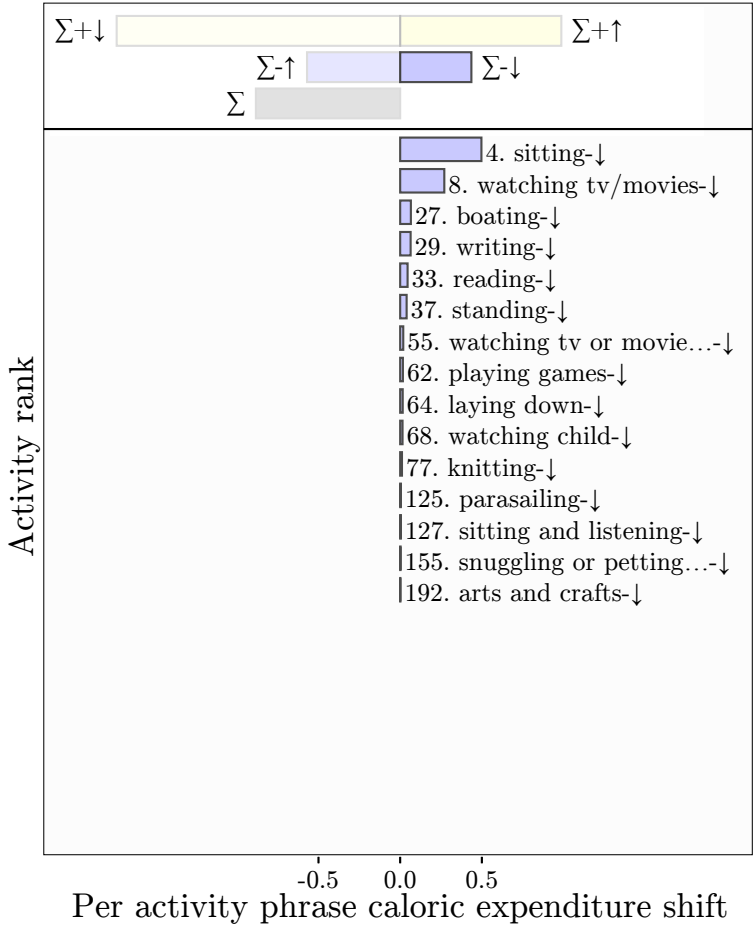 ∑+↓ ∑+↑
∑-↑ ∑-↓
∑
4. sitting-↓
8. watching tv/movies-↓
27. boating-↓
29. writing-↓
33. reading-↓
37. standing-↓
55. watching tv or movie…-↓
62. playing games-↓
64. laying down-↓
68. watching child-↓
77. knitting-↓
125. parasailing-↓
127. sitting and listening-↓
155. snuggling or petting…-↓
192. arts and crafts-↓
Activity rank
-0.5 0.0 0.5
Per activity phrase caloric expenditure shift